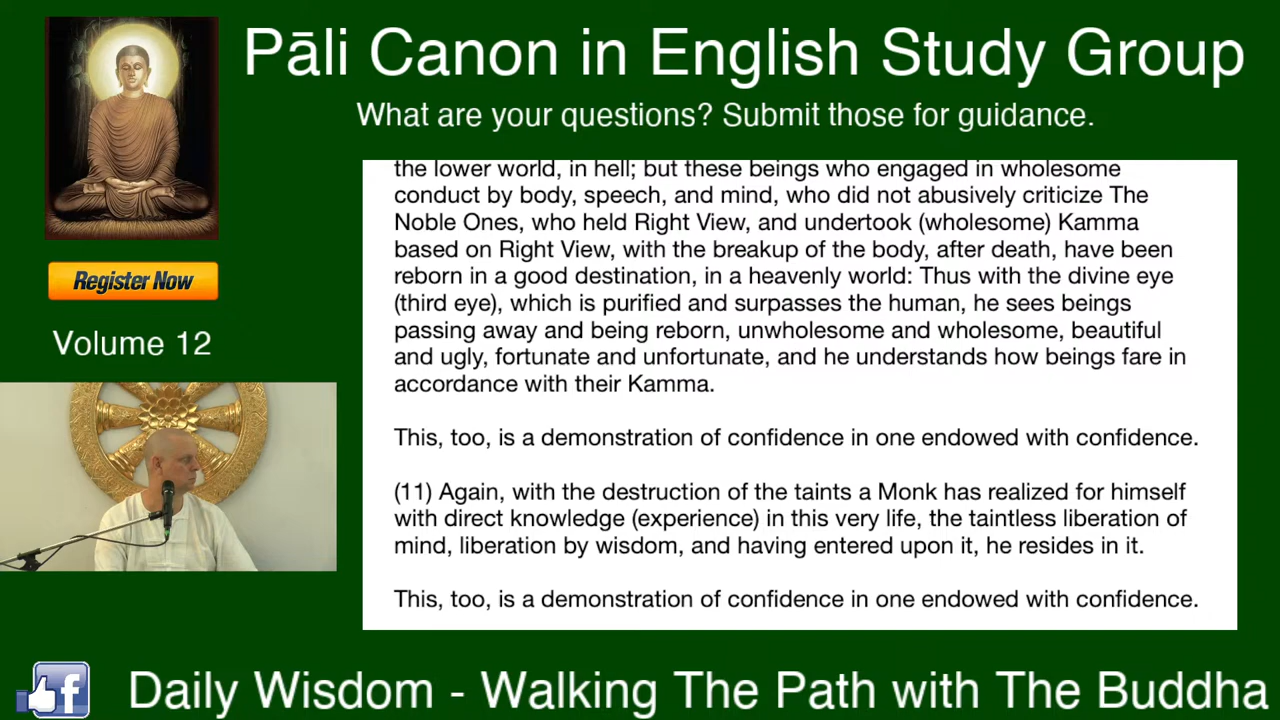 Pāli Canon in English Study Group
What are your questions? Submit those for guidance.
Register Now
Volume 12
the lower world, in hell; but these beings who engaged in wholesome
conduct by body, speech, and mind, who did not abusively criticize The
Noble Ones, who held Right View, and undertook (wholesome) Kamma
based on Right View, with the breakup of the body, after death, have been
reborn in a good destination, in a heavenly world: Thus with the divine eye
(third eye), which is purified and surpasses the human, he sees beings
passing away and being reborn, unwholesome and wholesome, beautiful
and ugly, fortunate and unfortunate, and he understands how beings fare in
accordance with their Kamma.
This, too, is a demonstration of confidence in one endowed with confidence.
(11) Again, with the destruction of the taints a Monk has realized for himself
with direct knowledge (experience) in this very life, the taintless liberation of
mind, liberation by wisdom, and having entered upon it, he resides in it.
This, too, is a demonstration of confidence in one endowed with confidence.
f
Daily Wisdom - Walking The Path with The Buddha